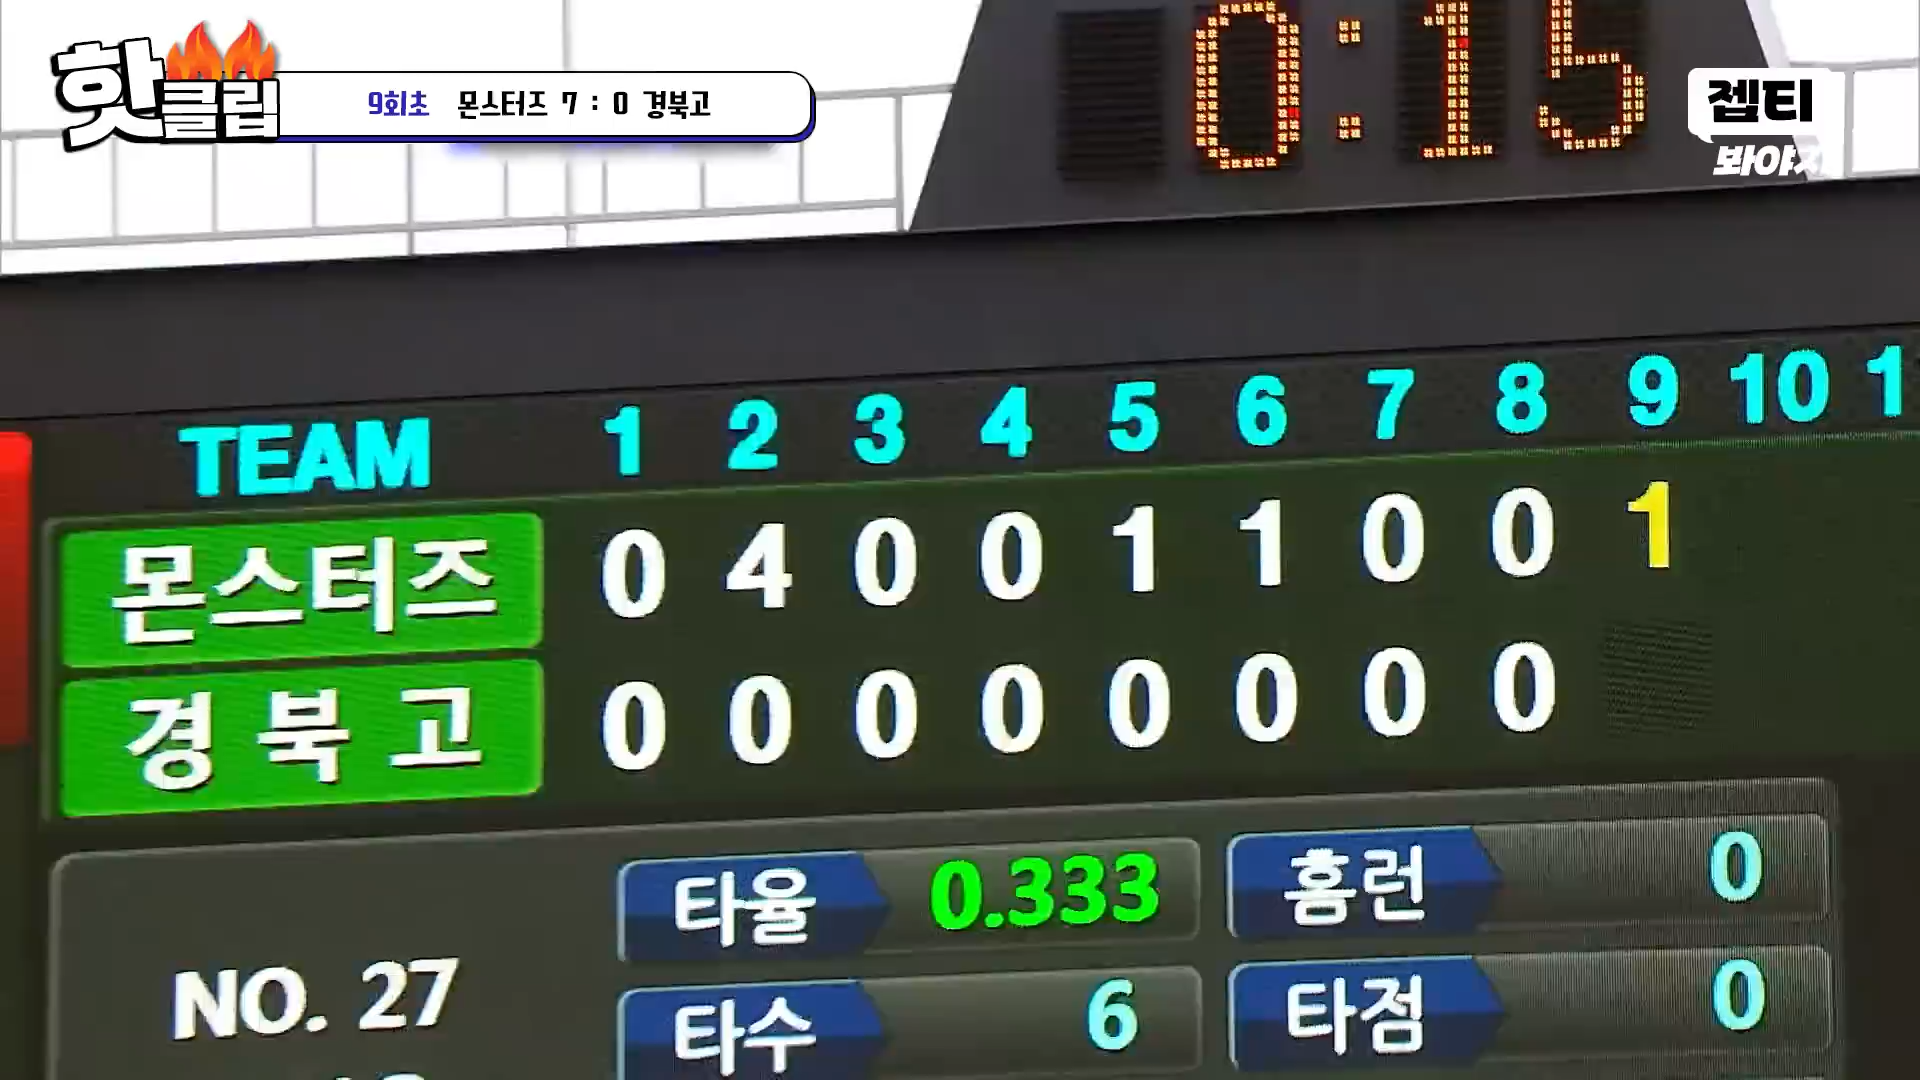 핫클립
9회초 몬스터즈 7 : 0 경북고
0:15
젭티
봐야지
TEAM 1 2 3 4 5 6 7 8 9 10 1
몬스터즈 0 4 0 0 1 1 0 0 1
경북고 0 0 0 0 0 0 0 0
타율 0.333 홈런 0
NO. 27
타수 6 타점 0